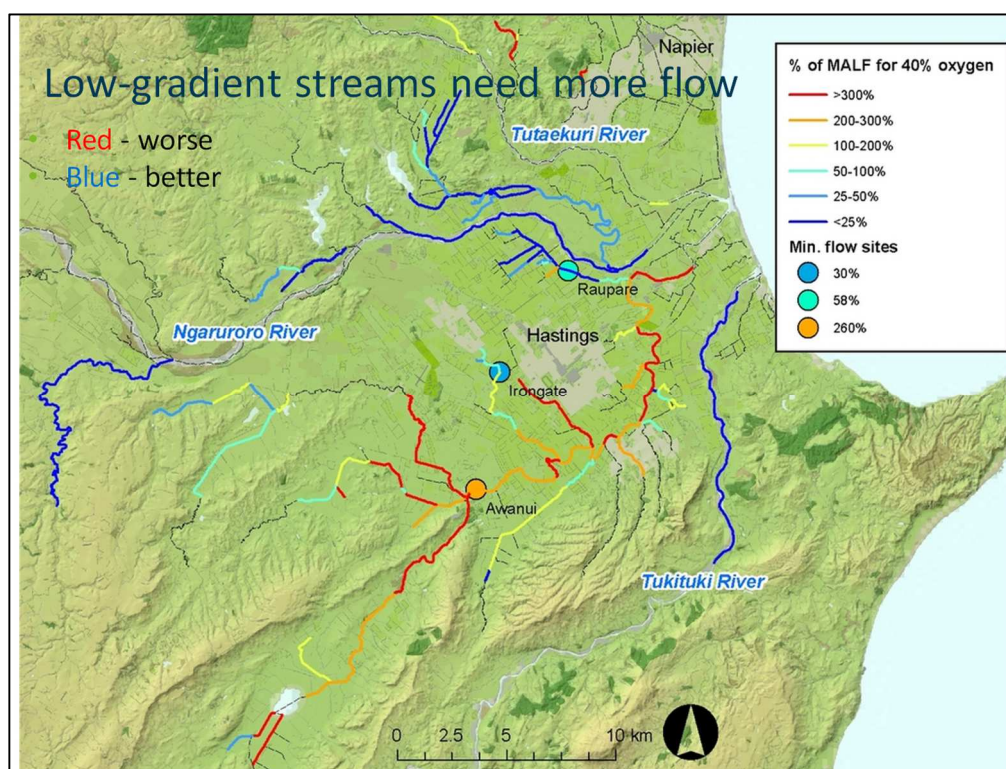 Napier
Low-gradient streams need more flow
Red - worse
Blue - better
Tutaekuri River
% of MALF for 40% oxygen
>300%
200-300%
100-200%
50-100%
25-50%
<25%
Min. flow sites
30%
58%
260%
Raupare
Ngaruroro River
Hastings
Irongate
Awanui
Tukituki River
0 2.5 5 10 km